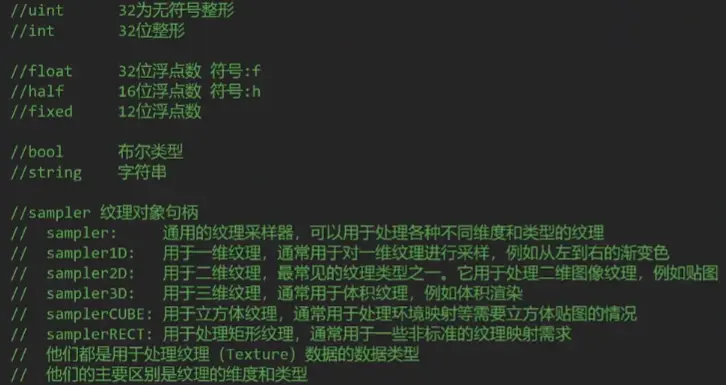 //uint 32为无符号整形
//int 32位整形
//float 32位浮点数 符号:f
//half 16位浮点数 符号:h
//fixed 12位浮点数
//bool 布尔类型
//string 字符串
//sampler 纹理对象句柄
// sampler: 通用的纹理采样器，可以用于处理各种不同维度和类型的纹理
// sampler1D: 用于一维纹理，通常用于对一维纹理进行采样，例如从左到右的渐变色
// sampler2D: 用于二维纹理，最常见的纹理类型之一。它用于处理二维图像纹理，例如贴图
// sampler3D: 用于三维纹理，通常用于体积纹理，例如体积渲染
// samplerCUBE: 用于立方体纹理，通常用于处理环境映射等需要立方体贴图的情况
// samplerRECT: 用于处理矩形纹理，通常用于一些非标准的纹理映射需求
// 他们都是用于处理纹理（Texture）数据的数据类型
// 他们的主要区别是纹理的维度和类型